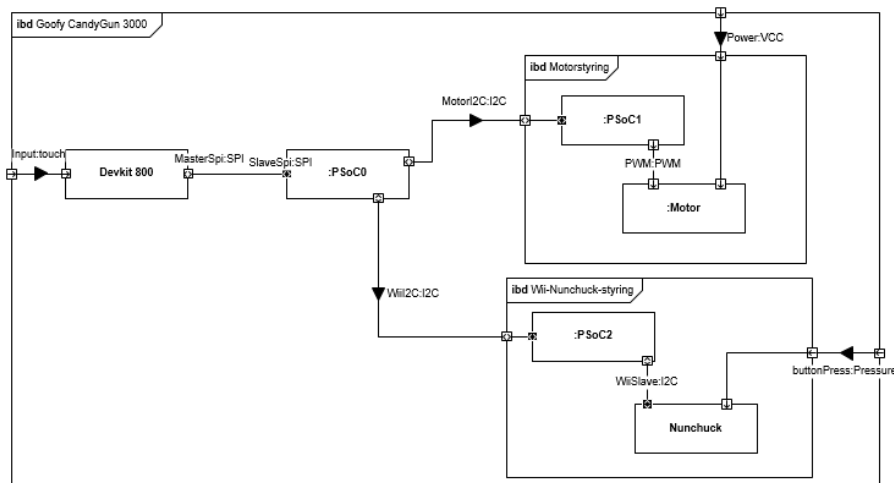 ibd Goofy CandyGun 3000
Power:VCC
ibd Motorstyring
MotorI2C:I2C
:PSoC1
Input:touch
MasterSpi:SPI
SlaveSpi:SPI
PWM:PWM
Devkit 800
:PSoC0
:Motor
WiiI2C:I2C
ibd Wii-Nunchuck-styring
:PSoC2
buttonPress:Pressure
WiiSlave:I2C
Nunchuck